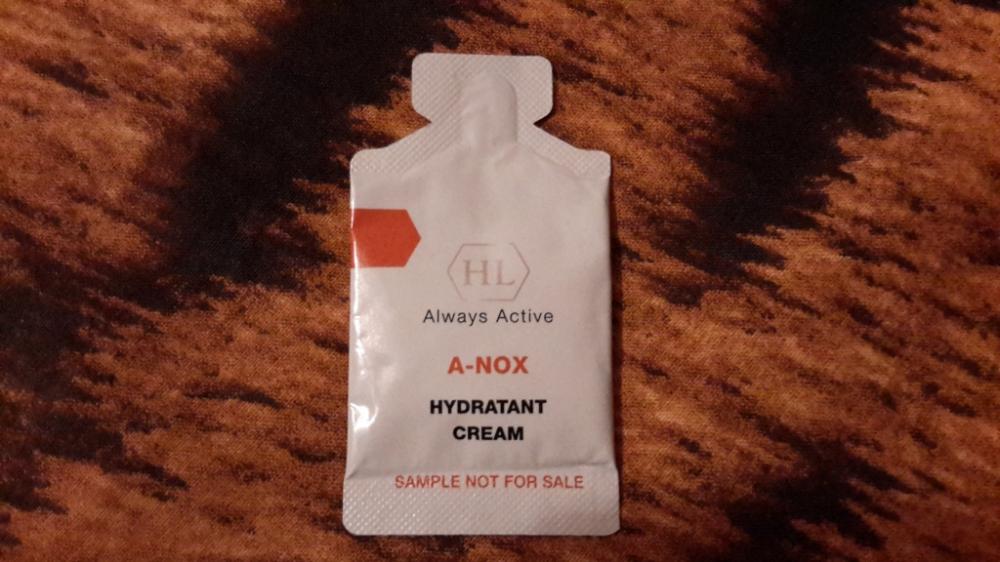 HL
Always Active
A-NOX
HYDRATANT
CREAM
SAMPLE NOT FOR SALE